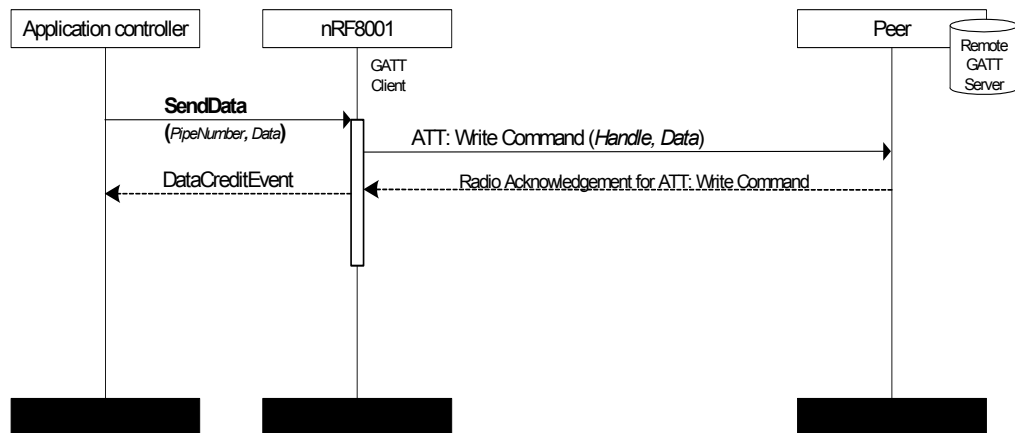 Application controller
nRF8001
Peer
Remote
GATT
Server
GATT
Client
SendData
(PipeNumber, Data)
ATT: Write Command (Handle, Data)
DataCreditEvent
Radio Acknowledgement for ATT: Write Command